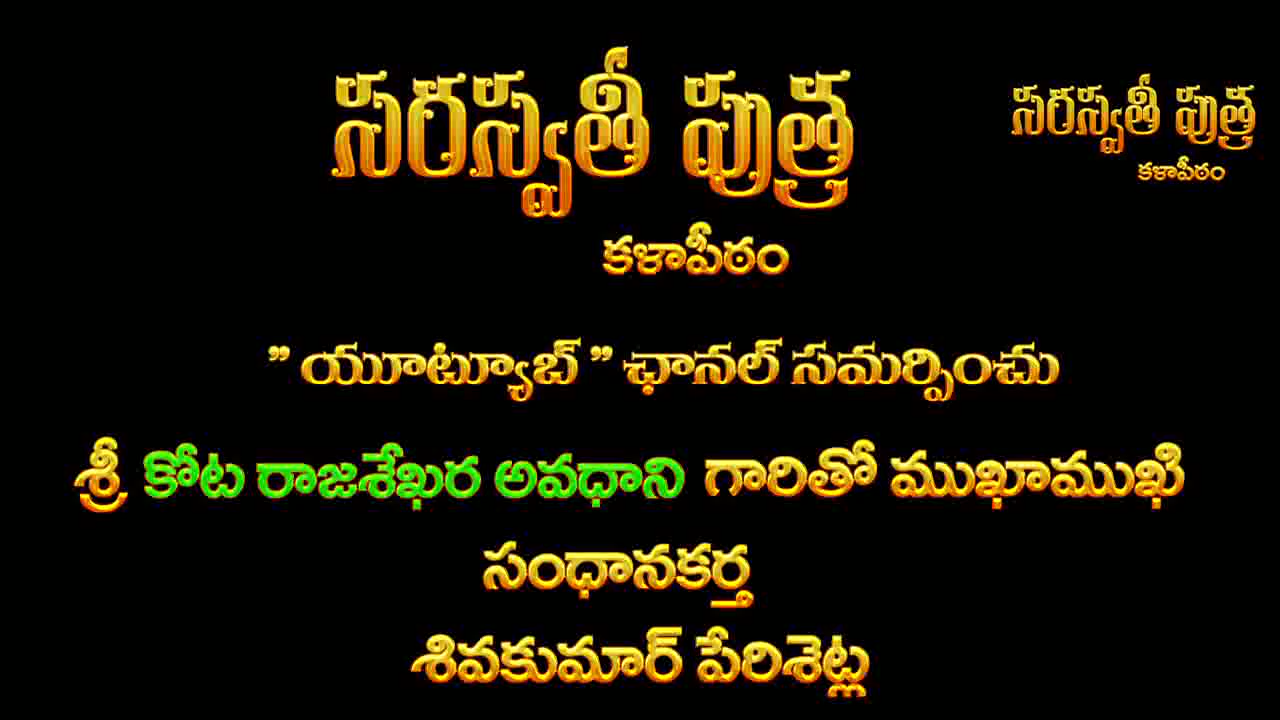 సరస్వతీ పుత్ర
కళాపీఠం
సరస్వతీ పుత్ర
కళాపీఠం
” యూట్యూబ్ ” ఛానల్ సమర్పించు
శ్రీ కోట రాజశేఖర అవధాని గారితో ముఖాముఖి
సంధానకర్త
శివకుమార్ పేరిశెట్ల